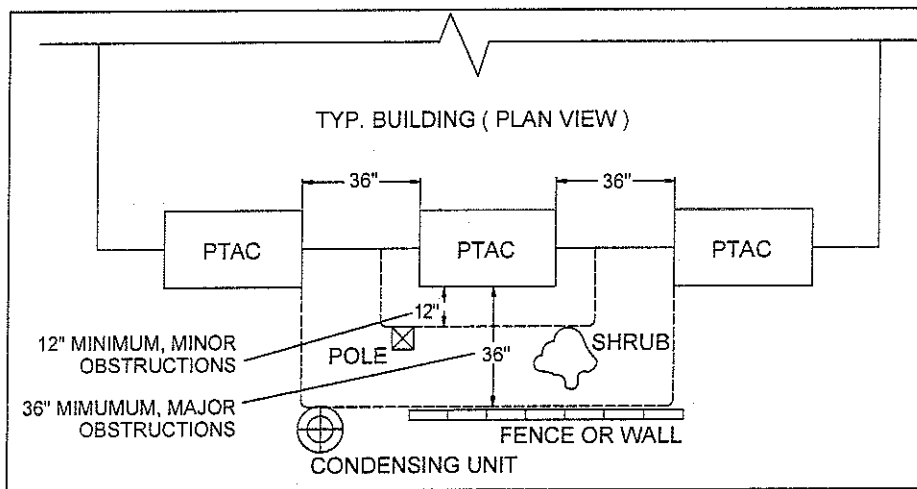 TYP. BUILDING ( PLAN VIEW )
36"
36"
PTAC
PTAC
PTAC
12"
12" MINIMUM, MINOR
OBSTRUCTIONS
POLE
36"
SHRUB
36" MIMUMUM, MAJOR
OBSTRUCTIONS
FENCE OR WALL
CONDENSING UNIT